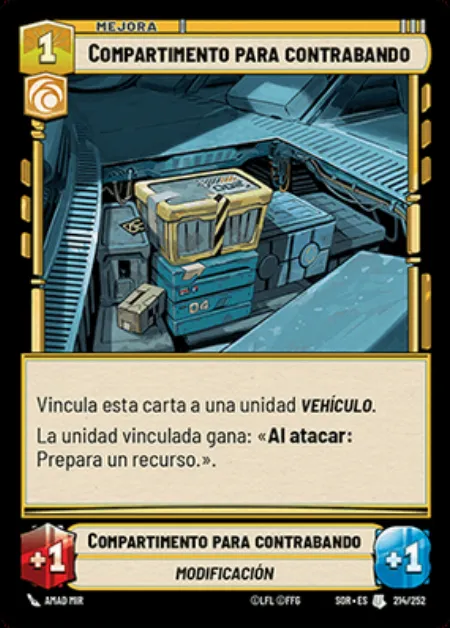 MEJORA
1
COMPARTIMENTO PARA CONTRABANDO
04
Vincula esta carta a una unidad VEHÍCULO.
La unidad vinculada gana: «Al atacar:
Prepara un recurso.».
+1
COMPARTIMENTO PARA CONTRABANDO
+1
MODIFICACIÓN
AMAD MIR
©LFL ©FFG
SOR•ES
214/252